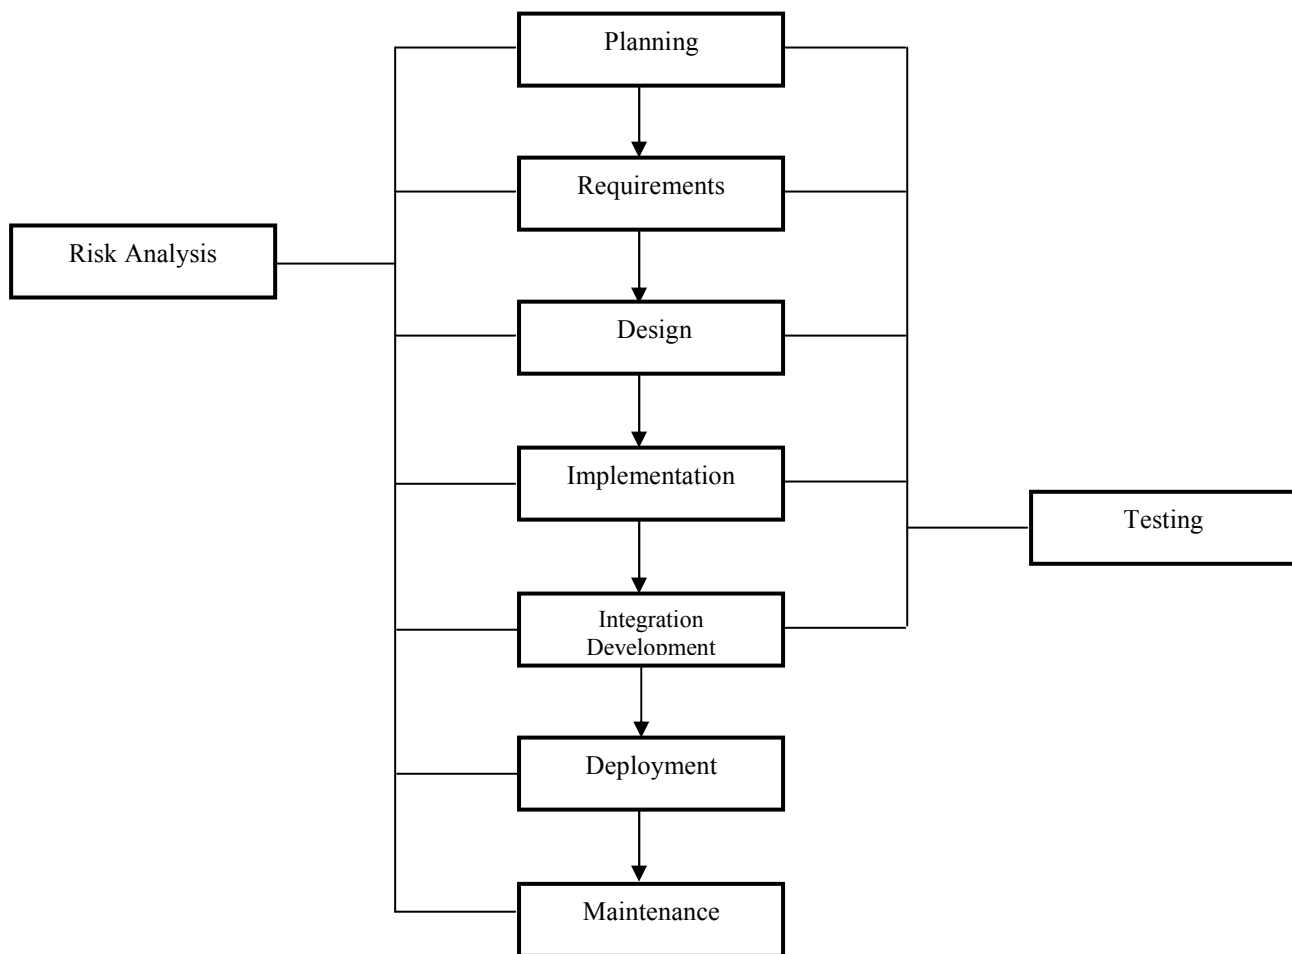 Planning
Requirements
Risk Analysis
Design
Implementation
Testing
Integration
Development
Deployment
Maintenance